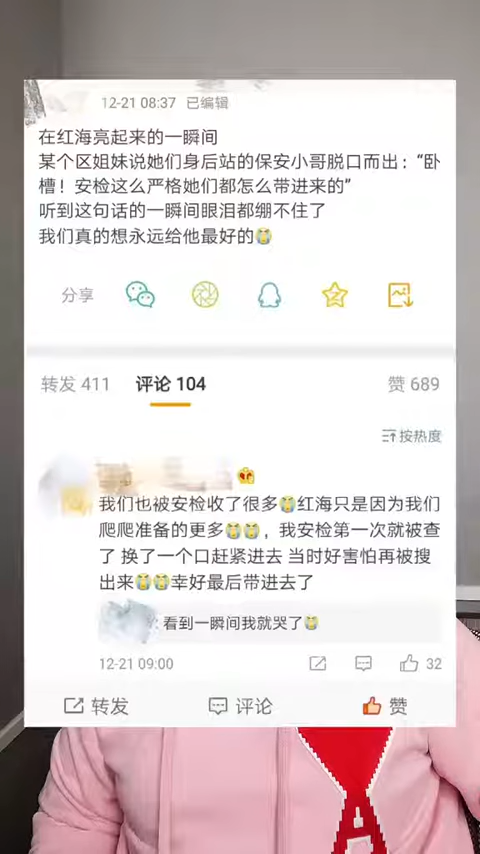 12-21 08:37 已编辑
在红海亮起来的一瞬间
某个区姐妹说她们身后站的保安小哥脱口而出：“卧
槽！安检这么严格她们都怎么带进来的”
听到这句话的一瞬间眼泪都绷不住了
我们真的想永远给他最好的😭
分享
转发 411 评论 104 赞 689
按热度
我们也被安检收了很多😭红海只是因为我们
爬爬准备的更多😭😭，我安检第一次就被查
了 换了一个口赶紧进去 当时好害怕再被搜
出来😭😭幸好最后带进去了
看到一瞬间我就哭了😭
12-21 09:00 32
转发 评论 赞